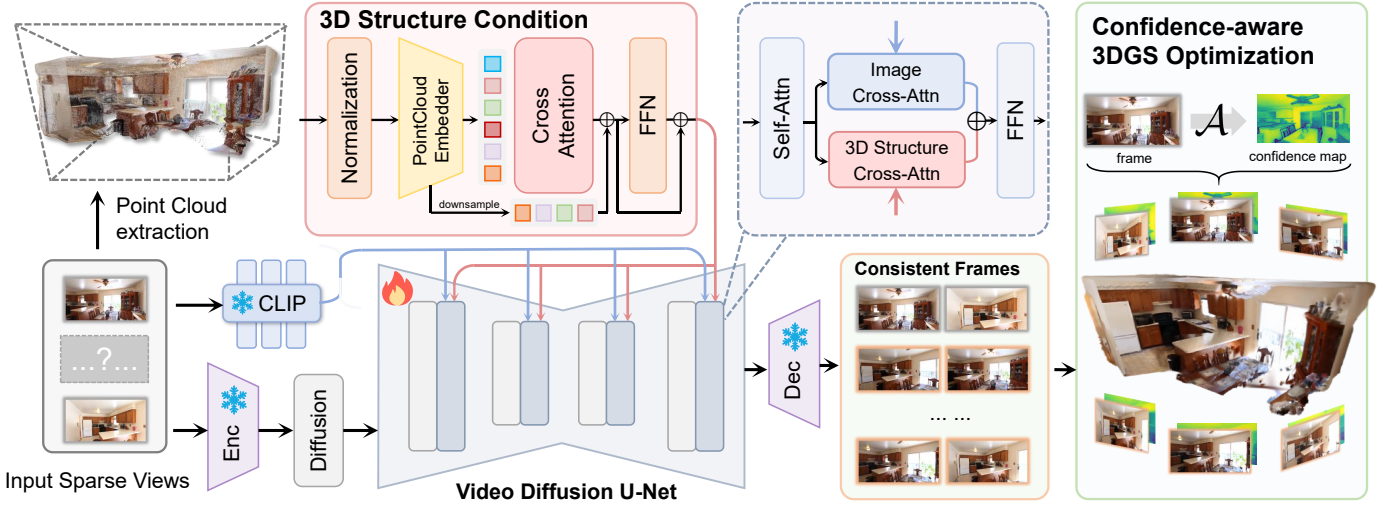 3D Structure Condition
Normalization
PointCloud
Embedder
Cross
Attention
FFN
downsample
Self-Attn
Image
Cross-Attn
3D Structure
Cross-Attn
FFN
Confidence-aware
3DGS Optimization
A
frame
confidence map
Point Cloud
extraction
CLIP
...?...
Enc
Diffusion
Input Sparse Views
Video Diffusion U-Net
Dec
Consistent Frames
... ...